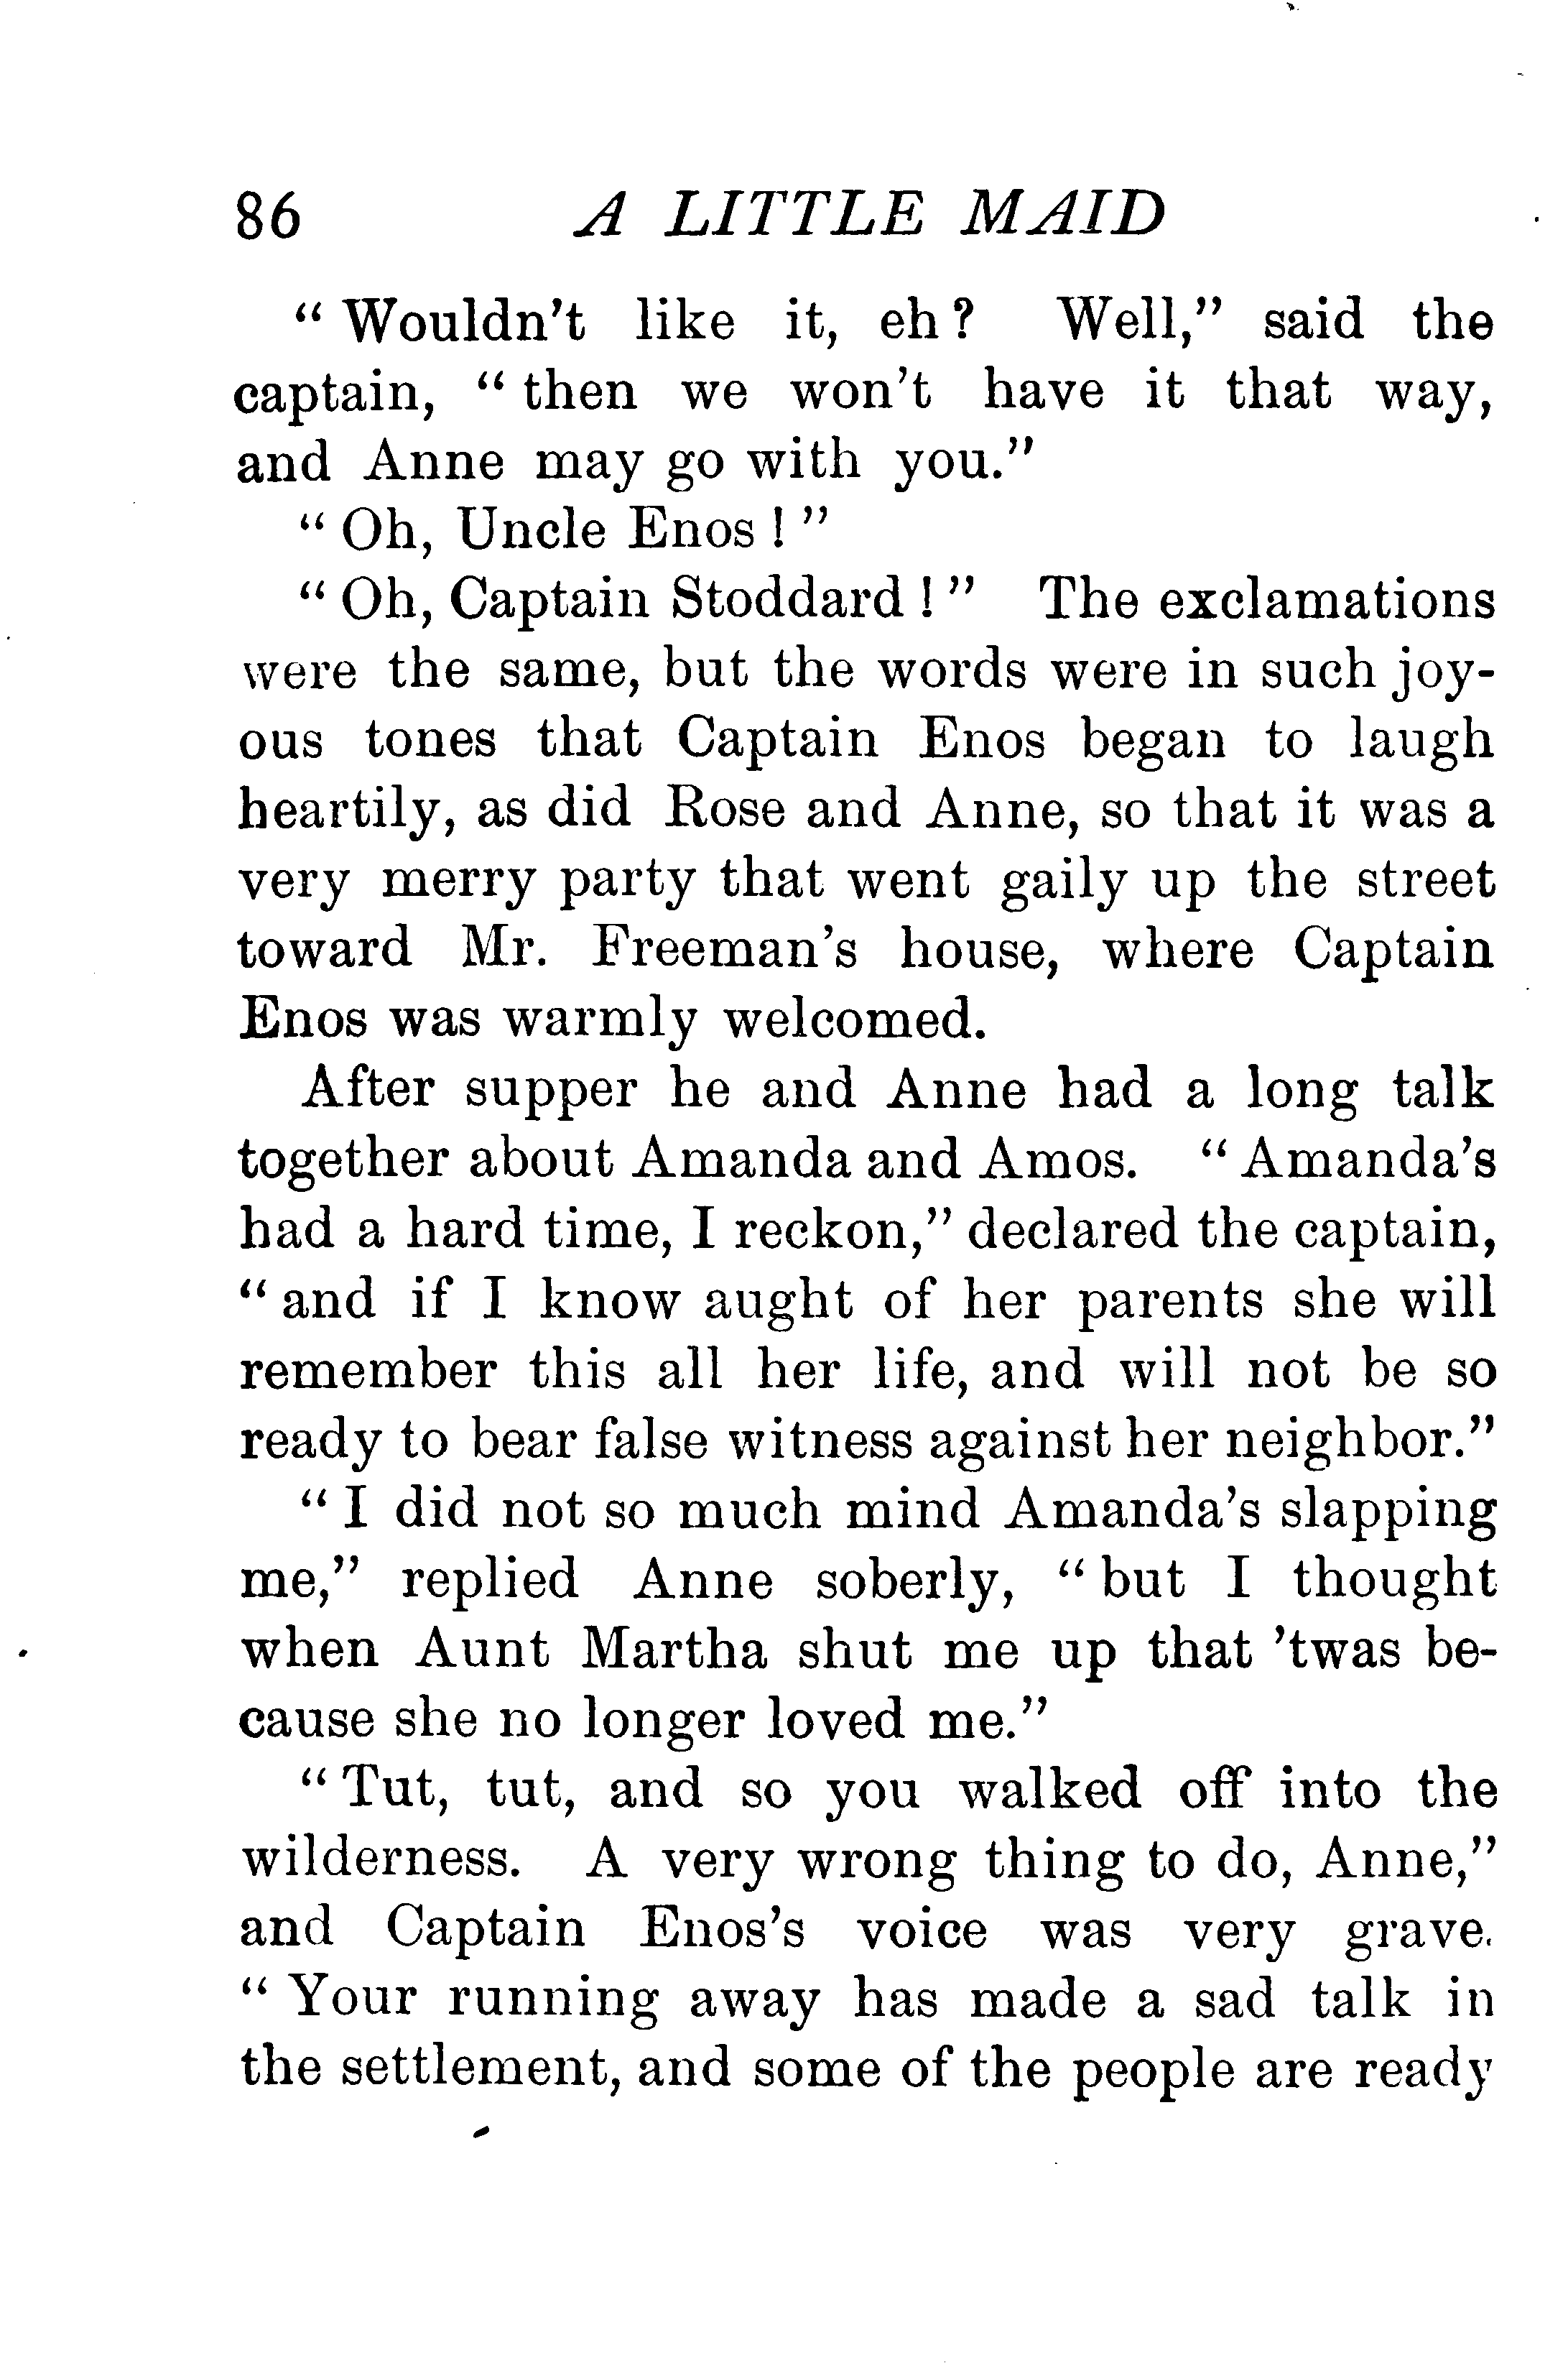 86 A LITTLE MAID
“ Wouldn't like it, eh ? Well,” said the
captain, “ then we won't have it that way,
and Anne may go with you.”
“ Oh, Uncle Enos ! ”
“ Oh, Captain Stoddard ! ” The exclamations
were the same, but the words were in such joy-
ous tones that Captain Enos began to laugh
heartily, as did Rose and Anne, so that it was a
very merry party that went gaily up the street
toward Mr. Freeman's house, where Captain
Enos was warmly welcomed.
After supper he and Anne had a long talk
together about Amanda and Amos. “ Amanda's
had a hard time, I reckon,” declared the captain,
“ and if I know aught of her parents she will
remember this all her life, and will not be so
ready to bear false witness against her neighbor.”
“ I did not so much mind Amanda's slapping
me,” replied Anne soberly, “ but I thought
when Aunt Martha shut me up that 'twas be-
cause she no longer loved me.”
“ Tut, tut, and so you walked off into the
wilderness. A very wrong thing to do, Anne,”
and Captain Enos's voice was very grave.
“ Your running away has made a sad talk in
the settlement, and some of the people are ready